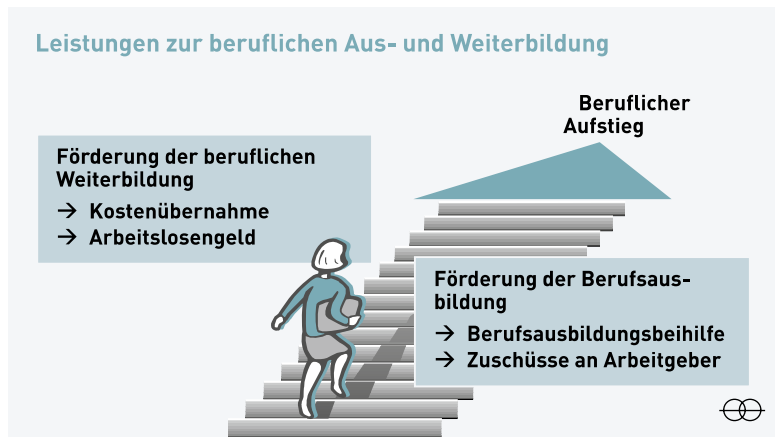 Leistungen zur beruflichen Aus- und Weiterbildung
Beruflicher
Aufstieg
Förderung der beruflichen
Weiterbildung
→ Kostenübernahme
→ Arbeitslosengeld
Förderung der Berufsaus-
bildung
→ Berufsausbildungsbeihilfe
→ Zuschüsse an Arbeitgeber